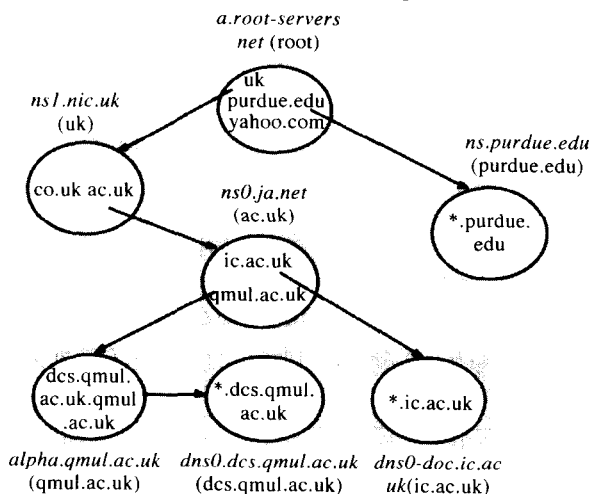 a.root-servers
net (root)
uk
purdue.edu
yahoo.com
ns1.nic.uk
(uk)
ns.purdue.edu
(purdue.edu)
co.uk ac.uk
ns0.ja.net
(ac.uk)
*.purdue.
edu
ic.ac.uk
qmul.ac.uk
dcs.qmul.
ac.uk.qmul
.ac.uk
*.dcs.qmul.
ac.uk
*.ic.ac.uk
alpha.qmul.ac.uk
(qmul.ac.uk)
dns0.dcs.qmul.ac.uk
(dcs.qmul.ac.uk)
dns0-doc.ic.ac
uk(ic.ac.uk)